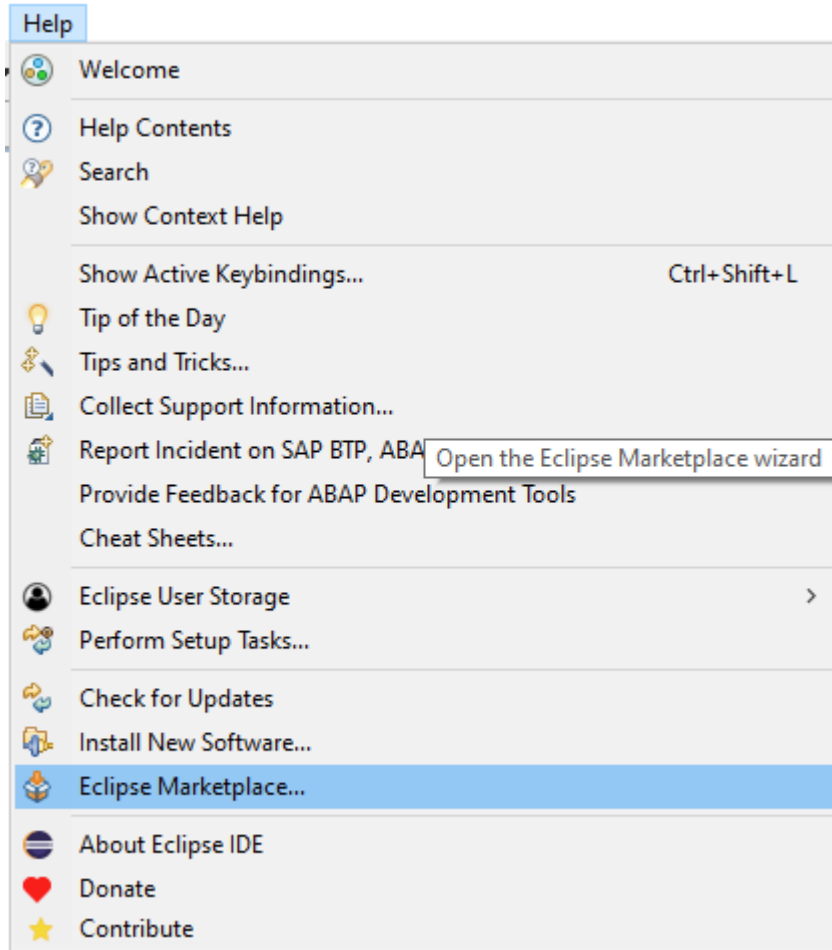 Help
Welcome
Help Contents
Search
Show Context Help
Show Active Keybindings... Ctrl+Shift+L
Tip of the Day
Tips and Tricks...
Collect Support Information...
Report Incident on SAP BTP,
Open the Eclipse Marketplace wizard
Provide Feedback for ABAP Development Tools
Cheat Sheets...
Eclipse User Storage
Perform Setup Tasks...
Check for Updates
Install New Software...
Eclipse Marketplace...
About Eclipse IDE
Donate
Contribute